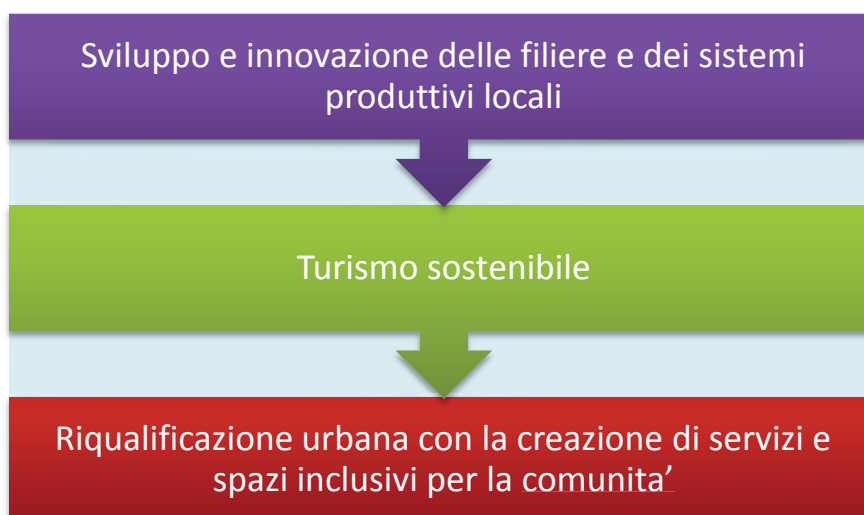 Sviluppo e innovazione delle filiere e dei sistemi
produttivi locali
Turismo sostenibile
Riqualificazione urbana con la creazione di servizi e
spazi inclusivi per la comunita’